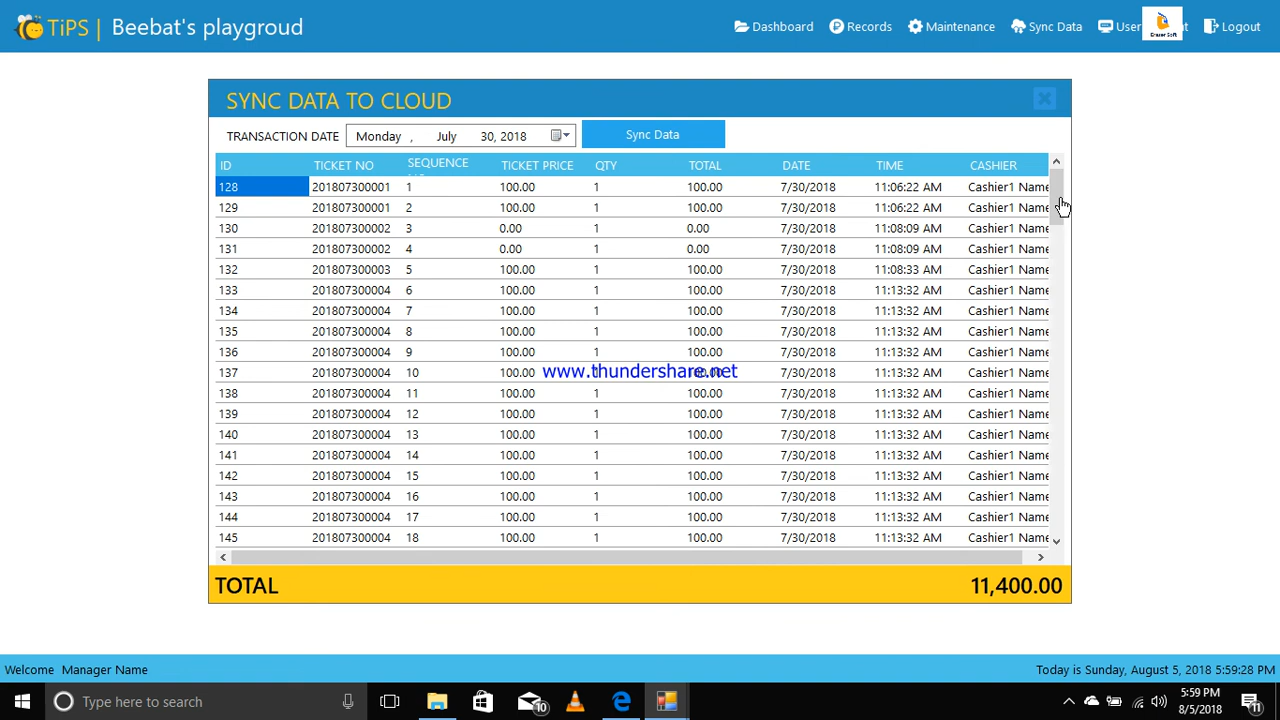 TiPS | Beebat's playgroud
Dashboard Records Maintenance Sync Data User Logout
Eraser Soft
SYNC DATA TO CLOUD
TRANSACTION DATE Monday , July 30, 2018 Sync Data
ID TICKET NO SEQUENCE TICKET PRICE QTY TOTAL DATE TIME CASHIER
128 201807300001 1 100.00 1 100.00 7/30/2018 11:06:22 AM Cashier1 Name
129 201807300001 2 100.00 1 100.00 7/30/2018 11:06:22 AM Cashier1 Name
130 201807300002 3 0.00 1 0.00 7/30/2018 11:08:09 AM Cashier1 Name
131 201807300002 4 0.00 1 0.00 7/30/2018 11:08:09 AM Cashier1 Name
132 201807300003 5 100.00 1 100.00 7/30/2018 11:08:33 AM Cashier1 Name
133 201807300004 6 100.00 1 100.00 7/30/2018 11:13:32 AM Cashier1 Name
134 201807300004 7 100.00 1 100.00 7/30/2018 11:13:32 AM Cashier1 Name
135 201807300004 8 100.00 1 100.00 7/30/2018 11:13:32 AM Cashier1 Name
136 201807300004 9 100.00 1 100.00 7/30/2018 11:13:32 AM Cashier1 Name
137 201807300004 10 100.00 1 100.00 7/30/2018 11:13:32 AM Cashier1 Name
www.thundershare.net
138 201807300004 11 100.00 1 100.00 7/30/2018 11:13:32 AM Cashier1 Name
139 201807300004 12 100.00 1 100.00 7/30/2018 11:13:32 AM Cashier1 Name
140 201807300004 13 100.00 1 100.00 7/30/2018 11:13:32 AM Cashier1 Name
141 201807300004 14 100.00 1 100.00 7/30/2018 11:13:32 AM Cashier1 Name
142 201807300004 15 100.00 1 100.00 7/30/2018 11:13:32 AM Cashier1 Name
143 201807300004 16 100.00 1 100.00 7/30/2018 11:13:32 AM Cashier1 Name
144 201807300004 17 100.00 1 100.00 7/30/2018 11:13:32 AM Cashier1 Name
145 201807300004 18 100.00 1 100.00 7/30/2018 11:13:32 AM Cashier1 Name
TOTAL 11,400.00
Welcome Manager Name Today is Sunday, August 5, 2018 5:59:28 PM
Type here to search 10 5:59 PM
8/5/2018 11